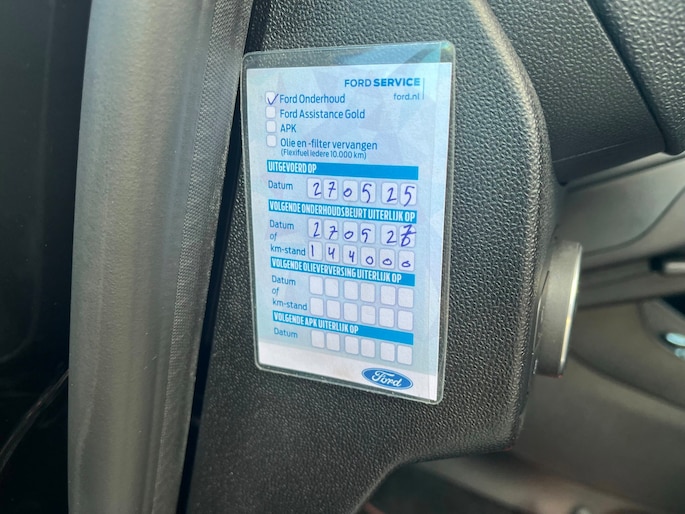 FORD SERVICE
ford.nl
Ford Onderhoud
Ford Assistance Gold
APK
Olie en -filter vervangen
(Flexifuel iedere 10.000 km)
UITGEVOERD OP
Datum 270525
VOLGENDE ONDERHOUDSBEURT UITERLIJK OP
Datum 27052
of
km-stand 144000
VOLGENDE OLIEVERVERSING UITERLIJK OP
Datum
of
km-stand
VOLGENDE APK UITERLIJK OP
Datum
Ford